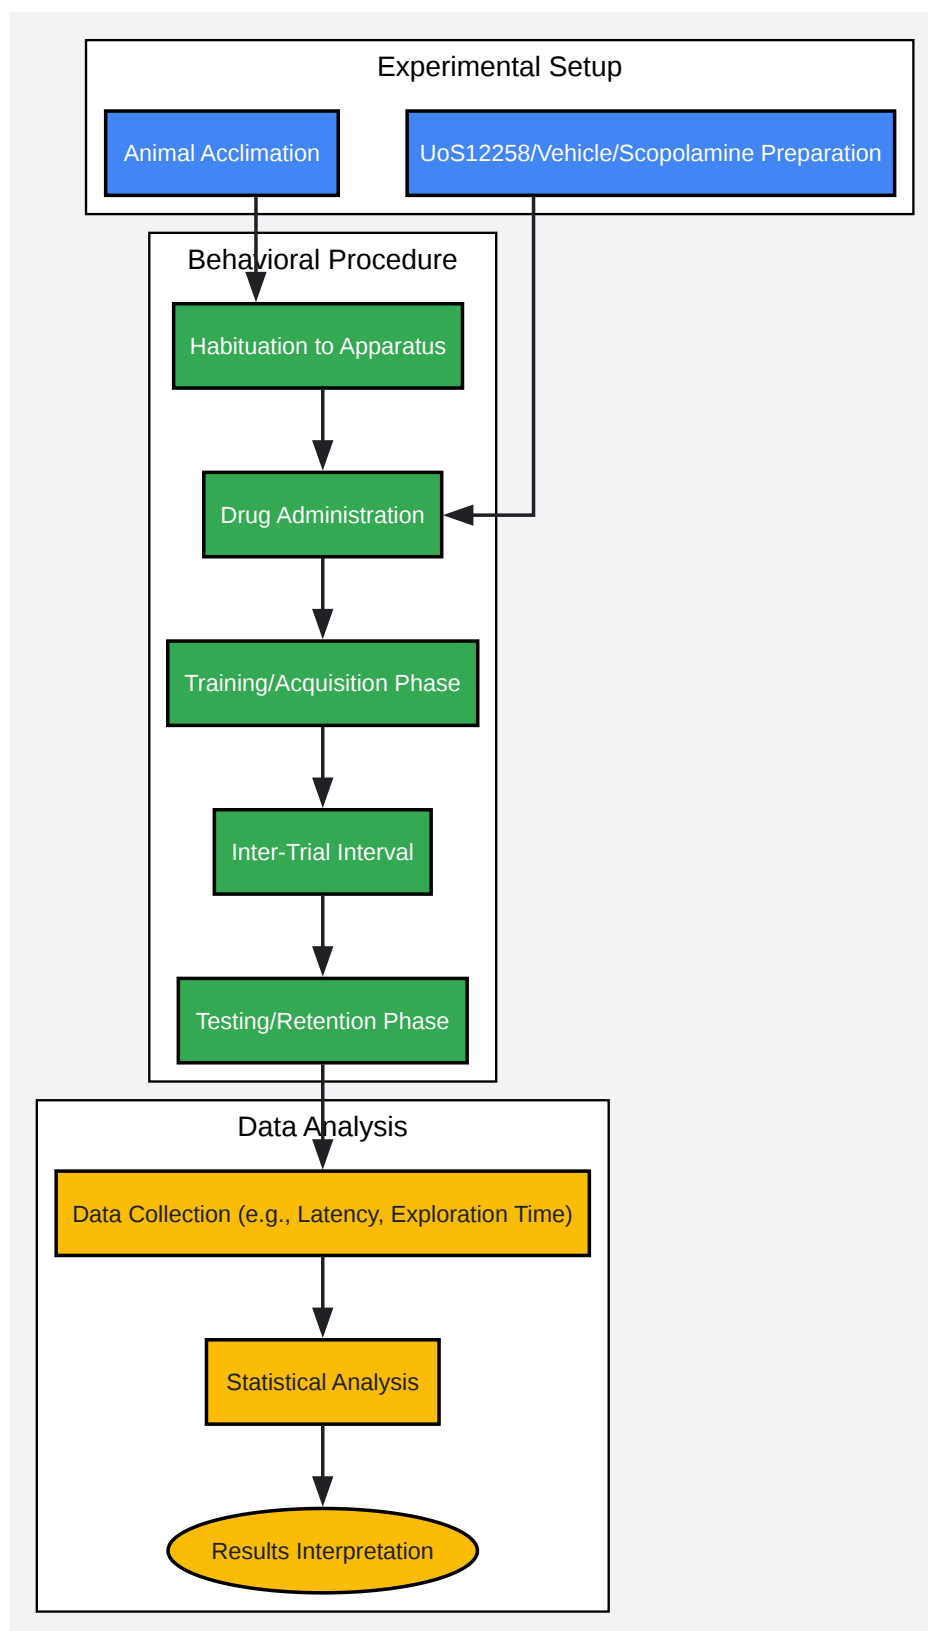 Experimental Setup
Animal Acclimation
UoS12258/Vehicle/Scopolamine Preparation
Behavioral Procedure
Habituation to Apparatus
Drug Administration
Training/Acquisition Phase
Inter-Trial Interval
Testing/Retention Phase
Data Analysis
Data Collection (e.g., Latency, Exploration Time)
Statistical Analysis
Results Interpretation